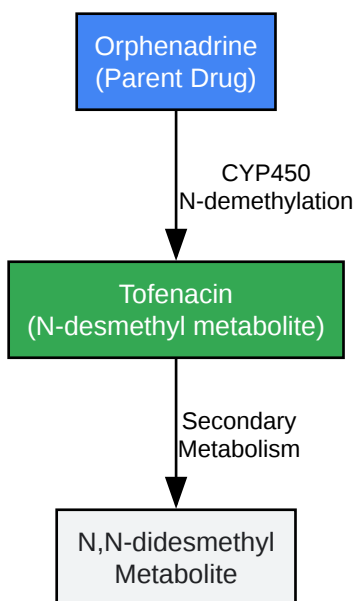 Orphenadrine
(Parent Drug)
CYP450
N-demethylation
Tofenacin
(N-desmethyl metabolite)
Secondary
Metabolism
N,N-didesmethyl
Metabolite